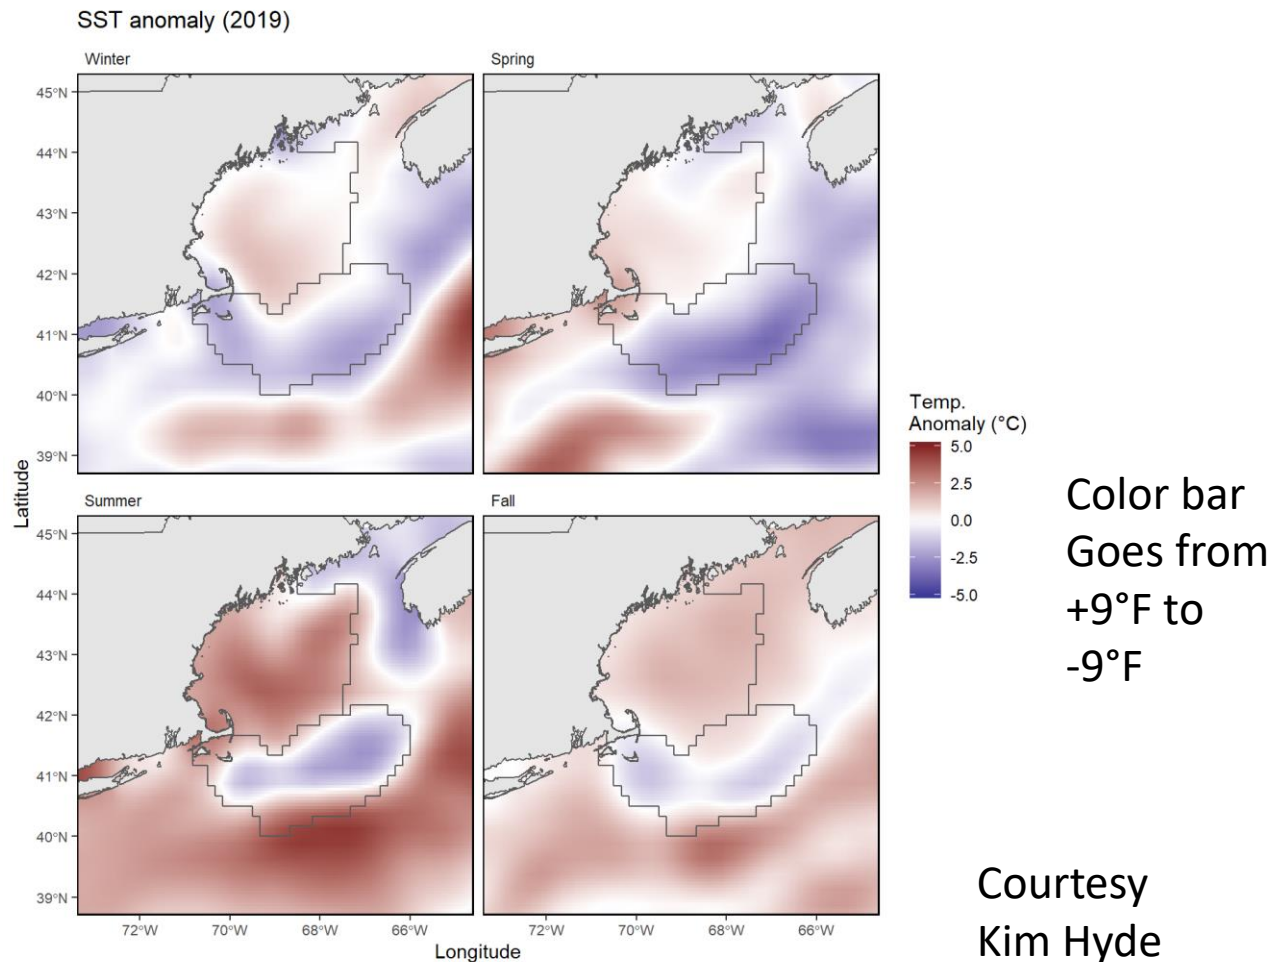 SST anomaly (2019)
Winter
Spring
45°N
44°N
43°N
42°N
41°N
40°N
39°N
Summer
Fall
45°N
44°N
43°N
42°N
41°N
40°N
39°N
72°W
70°W
68°W
66°W
72°W
70°W
68°W
66°W
Latitude
Longitude
Temp.
Anomaly (°C)
5.0
2.5
0.0
-2.5
-5.0
Color bar
Goes from
+9°F to
-9°F
Courtesy
Kim Hyde